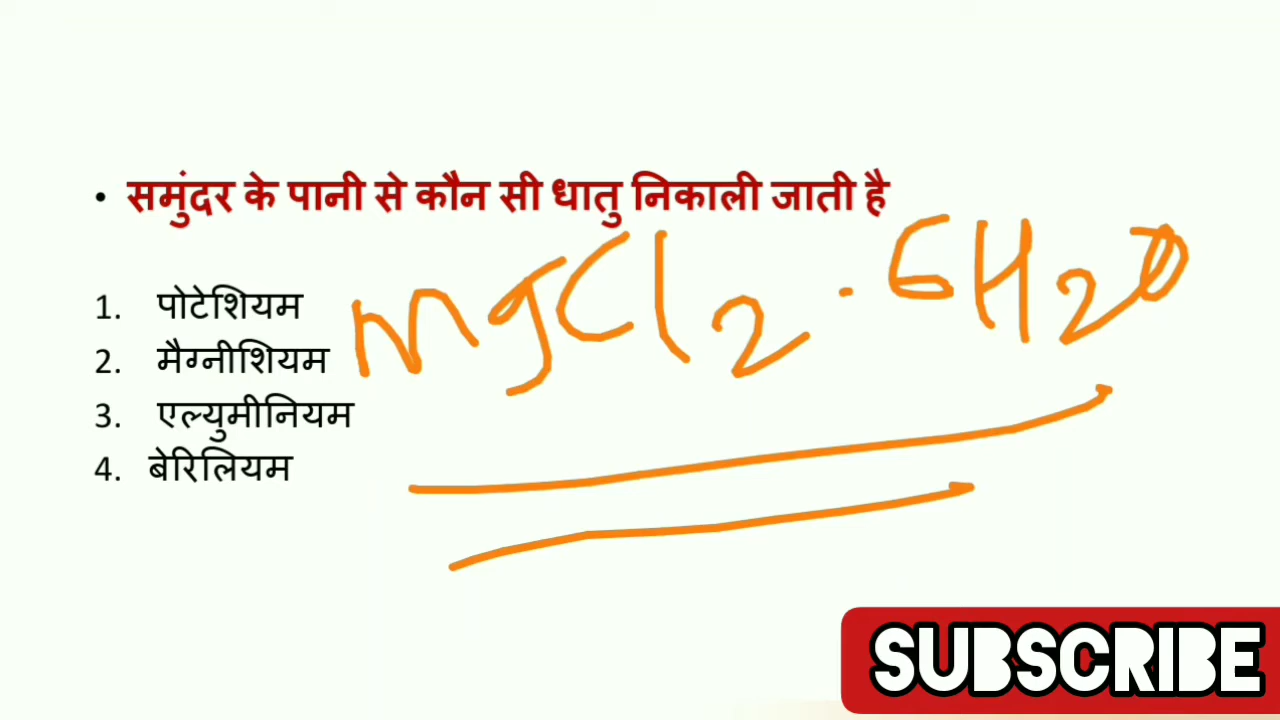 • समुंदर के पानी से कौन सी धातु निकाली जाती है
MgCl2 . 6H2O
1. पोटेशियम
2. मैग्नीशियम
3. एल्युमीनियम
4. बेरिलियम
SUBSCRIBE